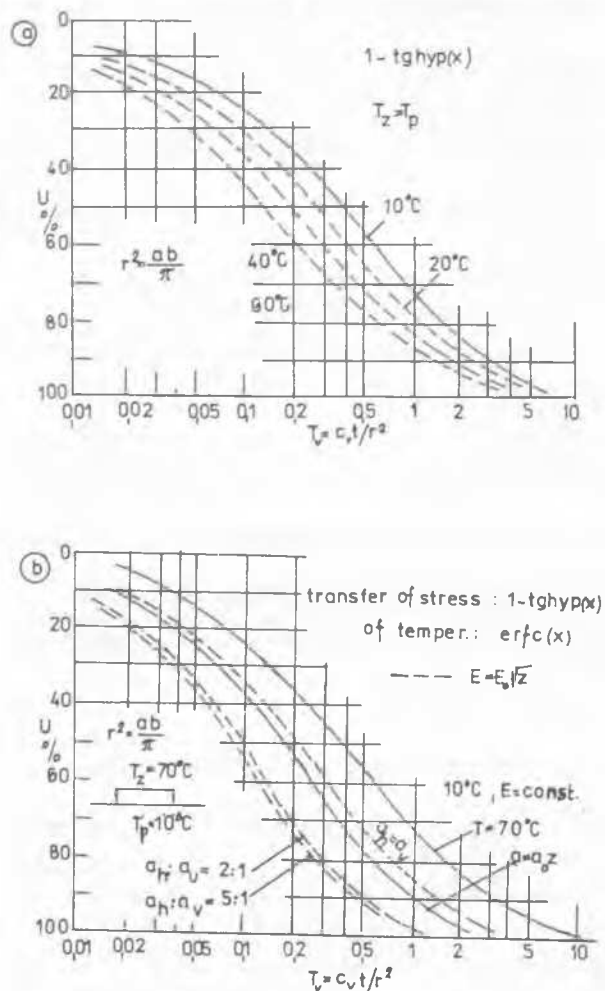 a
0
20
40
60
80
100
U
%
1-tghyp(x)
T_z=T_p
10°C
20°C
40°C
r²=ab/π
0,01 0,02 0,05 0,1 0,2 0,5 1 2 5 10
T_v=c_v t/r²
b
0
20
40
60
80
100
U
%
transfer of stress : 1-tghyp(x)
of temper.: erfc(x)
--- E=E₀√z
r²=ab/π
T_z=70°C
T_p=10°C
10°C, E=const.
T=70°C
a=a₀z
a_h:a_v=2:1
a_h:a_v=5:1
0,01 0,02 0,05 0,1 0,2 0,5 1 2 5 10
T_v=c_v t/r²